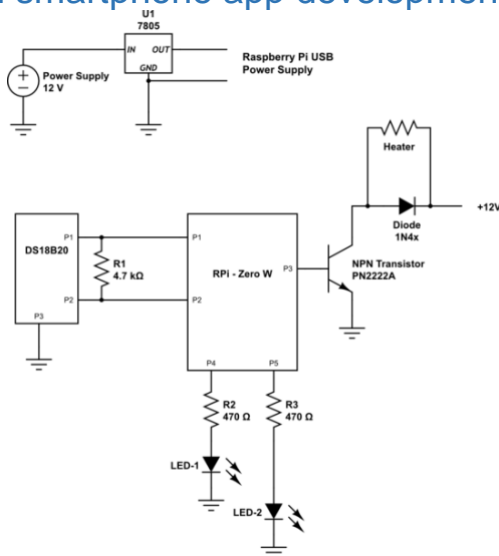 smartphone app developmen
U1
7805
IN OUT
GND
Raspberry Pi USB
Power Supply
+
−
Power Supply
12 V
Heater
+12V
Diode
1N4x
DS18B20
P1
P2
P3
R1
4.7 kΩ
P1
P2
RPi - Zero W
P3
P4
P5
NPN Transistor
PN2222A
R2
470 Ω
R3
470 Ω
LED-1
LED-2